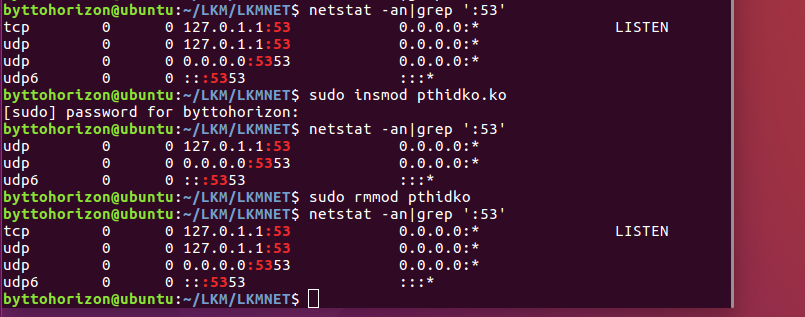 byttohorizon@ubuntu:~/LKM/LKMNET$ netstat -an|grep ':53'
tcp        0      0 127.0.1.1:53            0.0.0.0:*               LISTEN
udp        0      0 127.0.1.1:53            0.0.0.0:*
udp        0      0 0.0.0.0:5353            0.0.0.0:*
udp6       0      0 :::5353                 :::*
byttohorizon@ubuntu:~/LKM/LKMNET$ sudo insmod pthidko.ko
[sudo] password for byttohorizon:
byttohorizon@ubuntu:~/LKM/LKMNET$ netstat -an|grep ':53'
udp        0      0 127.0.1.1:53            0.0.0.0:*
udp        0      0 0.0.0.0:5353            0.0.0.0:*
udp6       0      0 :::5353                 :::*
byttohorizon@ubuntu:~/LKM/LKMNET$ sudo rmmod pthidko
byttohorizon@ubuntu:~/LKM/LKMNET$ netstat -an|grep ':53'
tcp        0      0 127.0.1.1:53            0.0.0.0:*               LISTEN
udp        0      0 127.0.1.1:53            0.0.0.0:*
udp        0      0 0.0.0.0:5353            0.0.0.0:*
udp6       0      0 :::5353                 :::*
byttohorizon@ubuntu:~/LKM/LKMNET$